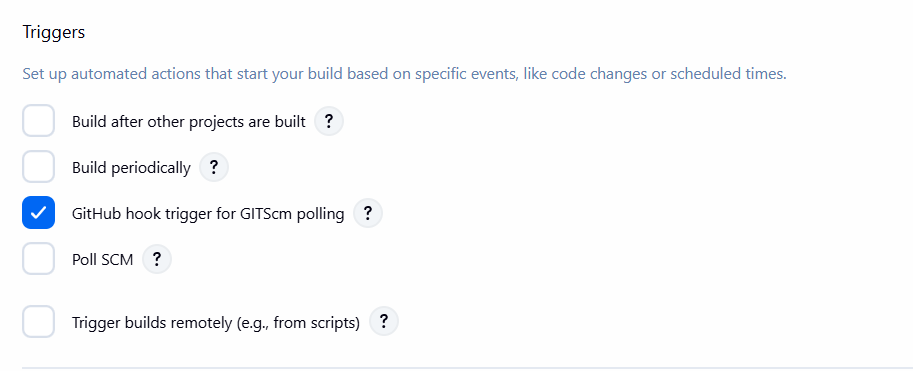 Triggers
Set up automated actions that start your build based on specific events, like code changes or scheduled times.
Build after other projects are built ?
Build periodically ?
GitHub hook trigger for GITScm polling ?
Poll SCM ?
Trigger builds remotely (e.g., from scripts) ?